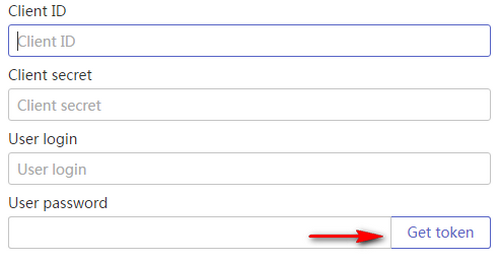 Client ID
Client ID
Client secret
Client secret
User login
User login
User password
Get token